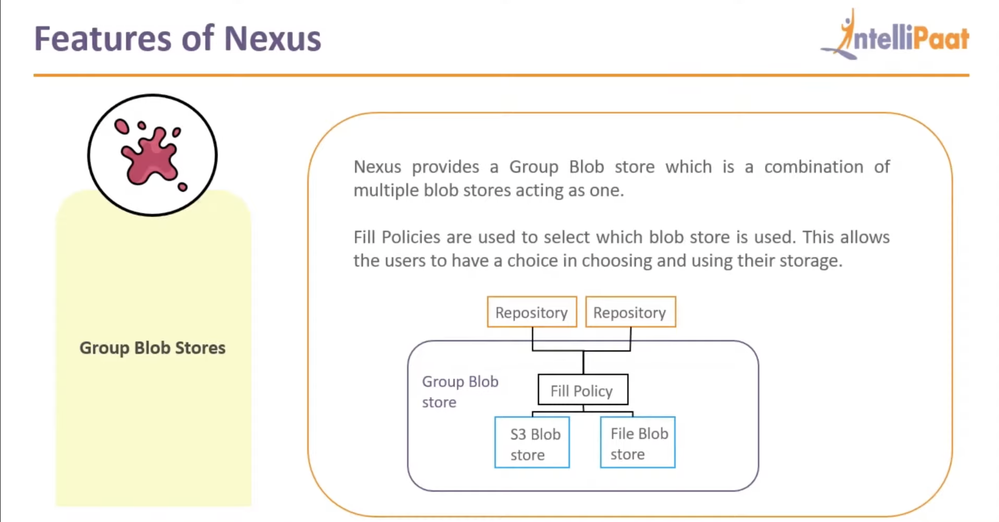 Features of Nexus
IntelliPaat
Nexus provides a Group Blob store which is a combination of
multiple blob stores acting as one.
Fill Policies are used to select which blob store is used. This allows
the users to have a choice in choosing and using their storage.
Group Blob Stores
Repository
Repository
Group Blob
store
Fill Policy
S3 Blob
store
File Blob
store